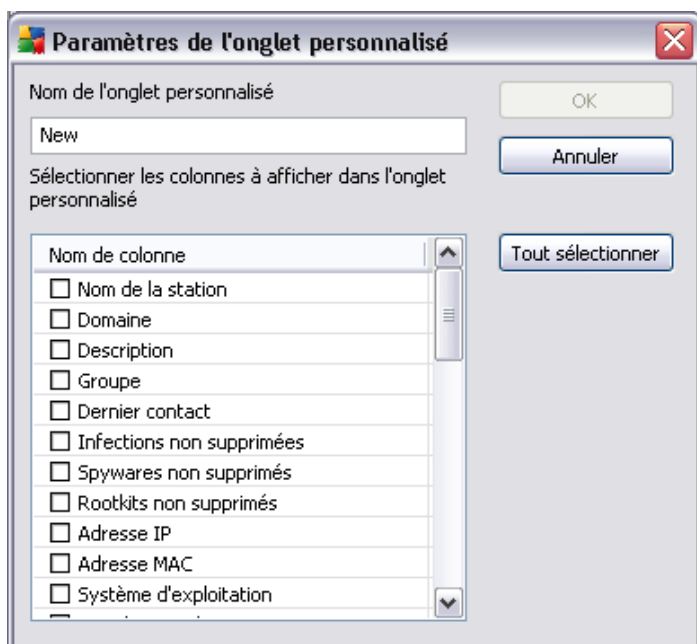 Paramètres de l'onglet personnalisé
Nom de l'onglet personnalisé
New
Sélectionner les colonnes à afficher dans l'onglet
personnalisé
OK
Annuler
Tout sélectionner
Nom de colonne
Nom de la station
Domaine
Description
Groupe
Dernier contact
Infections non supprimées
Spywares non supprimés
Rootkits non supprimés
Adresse IP
Adresse MAC
Système d'exploitation